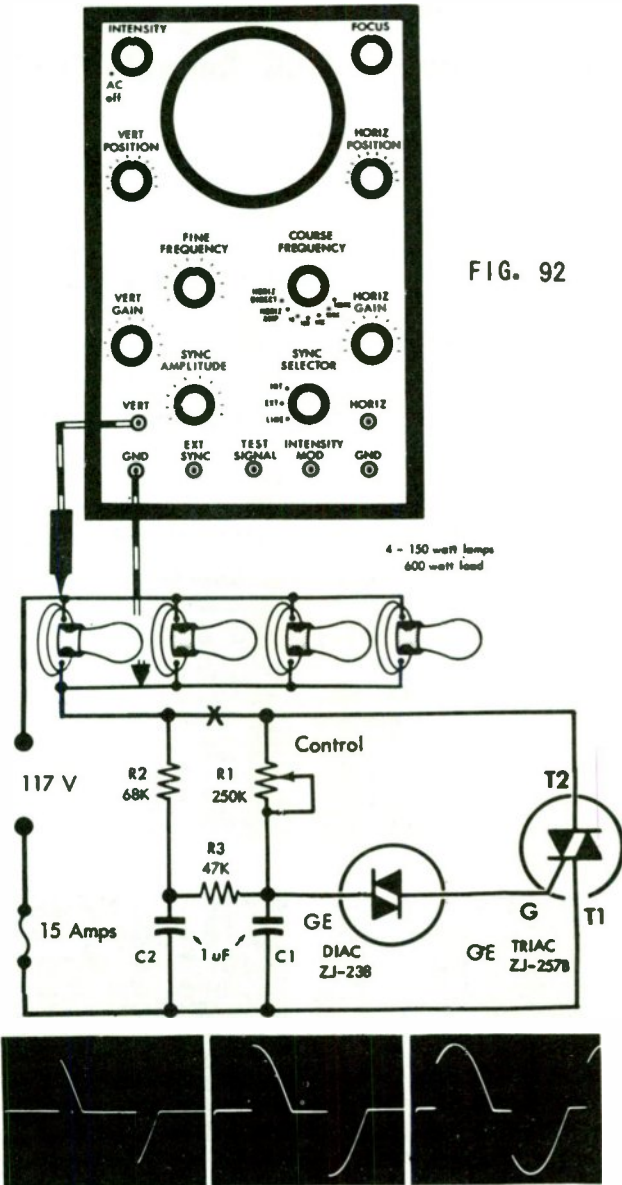 INTENSITY
FOCUS
AC
off
VERT
POSITION
HORIZ
POSITION
FINE
FREQUENCY
COURSE
FREQUENCY
FIG. 92
HORIZ
DIRECT
HORIZ
VERT
GAIN
HORIZ
GAIN
SYNC
AMPLITUDE
SYNC
SELECTOR
INT
EXT
LINE
VERT
HORIZ
GND
EXT
SYNC
TEST
SIGNAL
INTENSITY
MOD
GND
4 - 150 watt lamps
600 watt load
X
Control
117 V
R2
68K
R1
250K
T2
R3
47K
15 Amps
C2
1 uF
C1
GE
DIAC
ZJ-238
G
T1
GE TRIAC
ZJ-257B